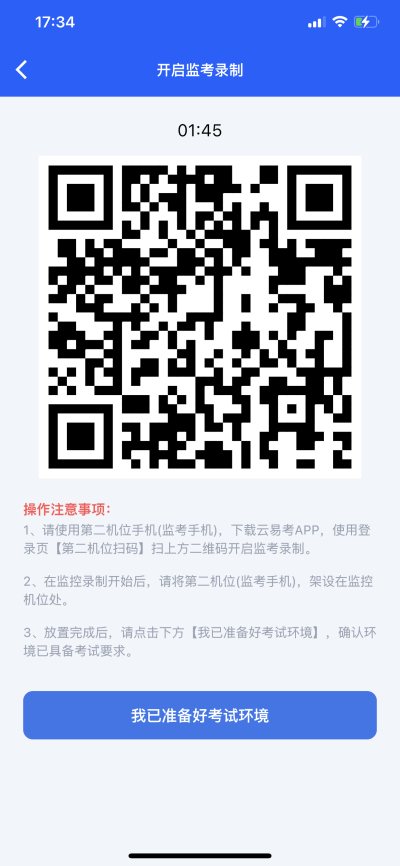 17:34
开启监考录制
01:45
操作注意事项：
1、请使用第二机位手机(监考手机)，下载云易考APP，使用登
录页【第二机位扫码】扫上方二维码开启监考录制。
2、在监控录制开始后，请将第二机位(监考手机)，架设在监控
机位处。
3、放置完成后，请点击下方【我已准备好考试环境】，确认环
境已具备考试要求。
我已准备好考试环境